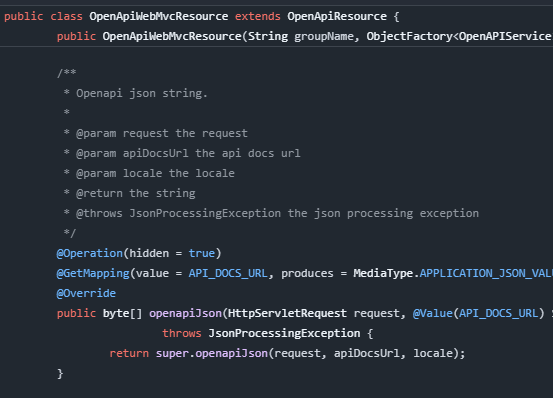 public class OpenApiWebMvcResource extends OpenApiResource {
public OpenApiWebMvcResource(String groupName, ObjectFactory<OpenAPIService
/**
* Openapi json string.
*
* @param request the request
* @param apiDocsUrl the api docs url
* @param locale the locale
* @return the string
* @throws JsonProcessingException the json processing exception
*/
@Operation(hidden = true)
@GetMapping(value = API_DOCS_URL, produces = MediaType.APPLICATION_JSON_VAL
@Override
public byte[] openapiJson(HttpServletRequest request, @Value(API_DOCS_URL) S
throws JsonProcessingException {
return super.openapiJson(request, apiDocsUrl, locale);
}